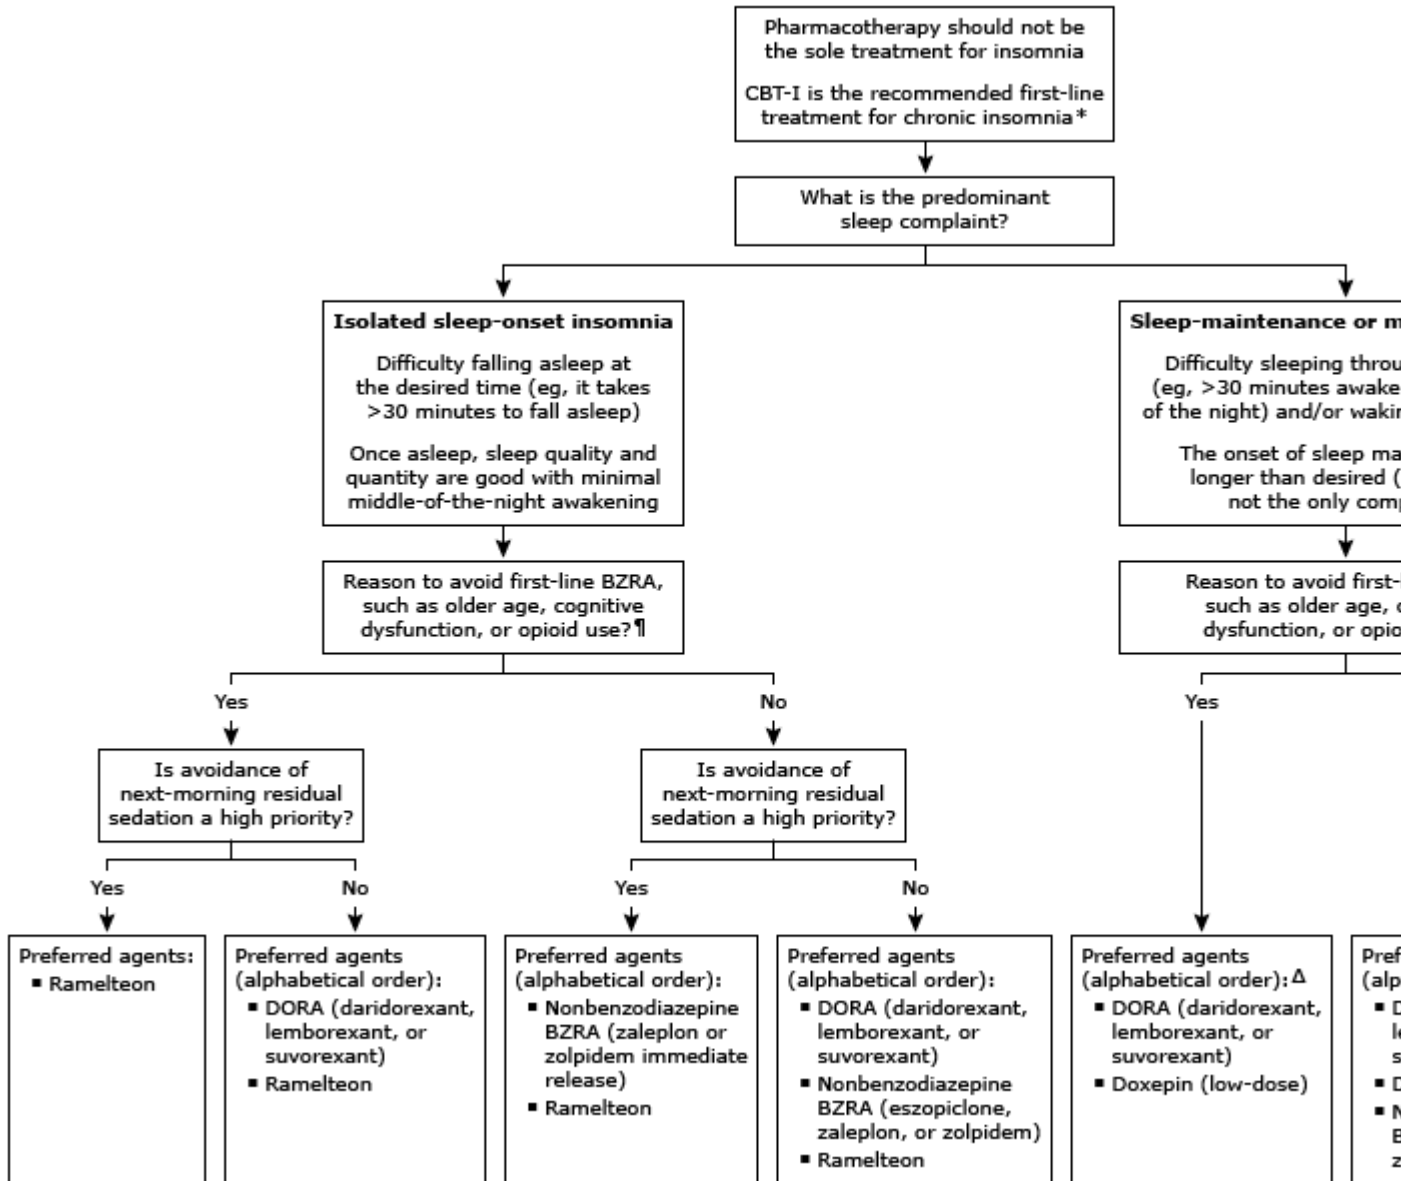 Pharmacotherapy should not be
the sole treatment for insomnia
CBT-I is the recommended first-line
treatment for chronic insomnia*
What is the predominant
sleep complaint?
Isolated sleep-onset insomnia
Difficulty falling asleep at
the desired time (eg, it takes
>30 minutes to fall asleep)
Once asleep, sleep quality and
quantity are good with minimal
middle-of-the-night awakening
Sleep-maintenance or
Difficulty sleeping
(eg, >30 minutes
of the night) and/or
The onset of sleep
longer than desired
not the only
Reason to avoid first-line BZRA,
such as older age, cognitive
dysfunction, or opioid use?¶
Reason to avoid
such as older age,
dysfunction, or
Yes
No
Yes
Is avoidance of
next-morning residual
sedation a high priority?
Is avoidance of
next-morning residual
sedation a high priority?
Yes
No
Yes
No
Preferred agents:
▪ Ramelteon
Preferred agents
(alphabetical order):
▪ DORA (daridorexant,
lemborexant, or
suvorexant)
▪ Ramelteon
Preferred agents
(alphabetical order):
▪ Nonbenzodiazepine
BZRA (zaleplon or
zolpidem immediate
release)
▪ Ramelteon
Preferred agents
(alphabetical order):
▪ DORA (daridorexant,
lemborexant, or
suvorexant)
▪ Nonbenzodiazepine
BZRA (eszopiclone,
zaleplon, or zolpidem)
▪ Ramelteon
Preferred agents
(alphabetical order):Δ
▪ DORA (daridorexant,
lemborexant, or
suvorexant)
▪ Doxepin (low-dose)